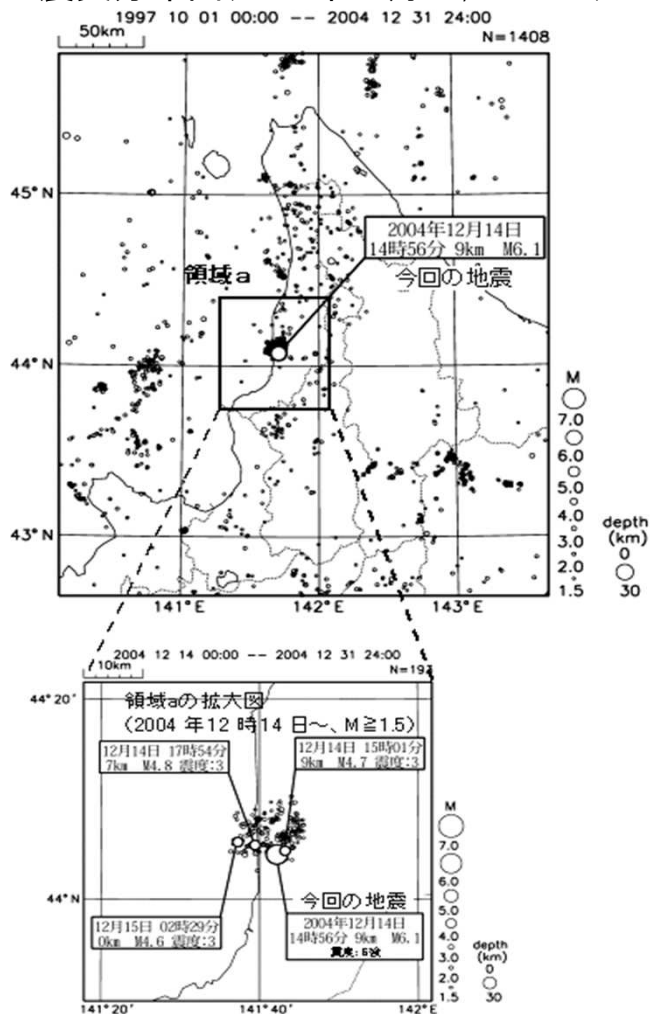 1997 10 01 00:00 -- 2004 12 31 24:00
50km
N=1408
45°N
44°N
43°N
2004年12月14日
14時56分 9km M6.1
今回の地震
領域a
141°E
142°E
143°E
M
7.0
6.0
5.0
4.0
3.0
2.0
1.5
depth
(km)
0
30
2004 12 14 00:00 -- 2004 12 31 24:00
10km
44°20'
領域aの拡大図
（2004 年12 時14 日～、M≧1.5）
12月14日 17時54分
7km M4.8 震度:3
12月14日 15時01分
9km M4.7 震度:3
44°N
今回の地震
12月15日 02時29分
0km M4.6 震度:3
2004年12月14日
14時56分 9km M6.1
141°20'
141°40'
142°E
M
7.0
6.0
5.0
4.0
3.0
2.0
1.5
depth
(km)
0
30